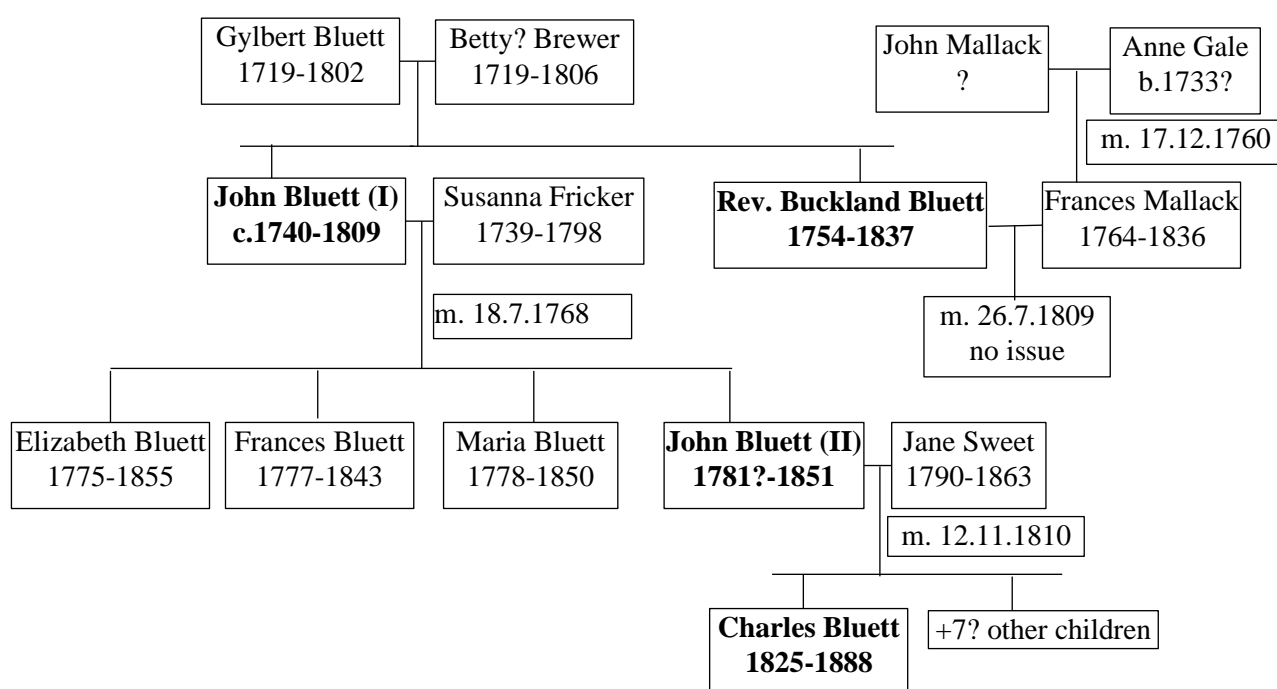 Gylbert Bluett
1719-1802
Betty? Brewer
1719-1806
John Mallack
?
Anne Gale
b.1733?
m. 17.12.1760
John Bluett (I)
c.1740-1809
Susanna Fricker
1739-1798
Rev. Buckland Bluett
1754-1837
Frances Mallack
1764-1836
m. 18.7.1768
m. 26.7.1809
no issue
Elizabeth Bluett
1775-1855
Frances Bluett
1777-1843
Maria Bluett
1778-1850
John Bluett (II)
1781?-1851
Jane Sweet
1790-1863
m. 12.11.1810
Charles Bluett
1825-1888
+7? other children